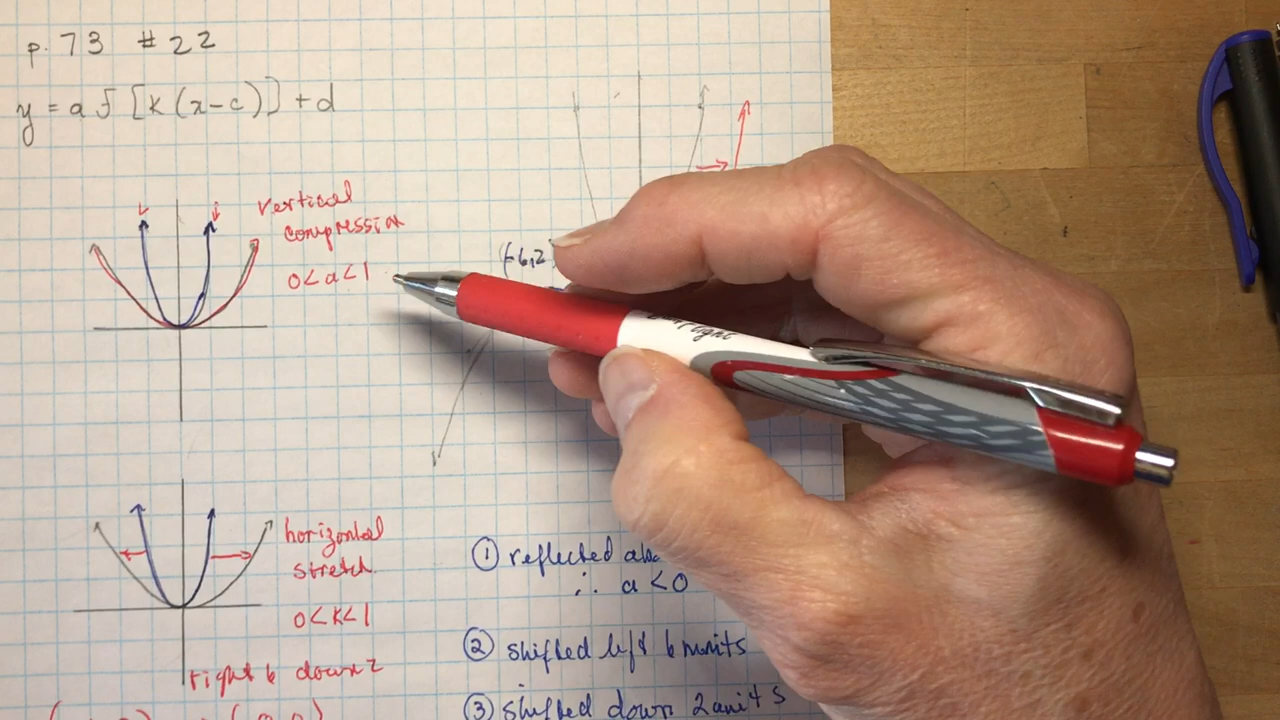 p. 73 # 22
y = a f [k (x-c)] + d
vertical
compression
0 < a < 1
(-6,2
horizontal
stretch
0 < k < 1
right 6 down 2
① reflected
∴ a < 0
② shifted left 6 units
③ shifted down 2 units